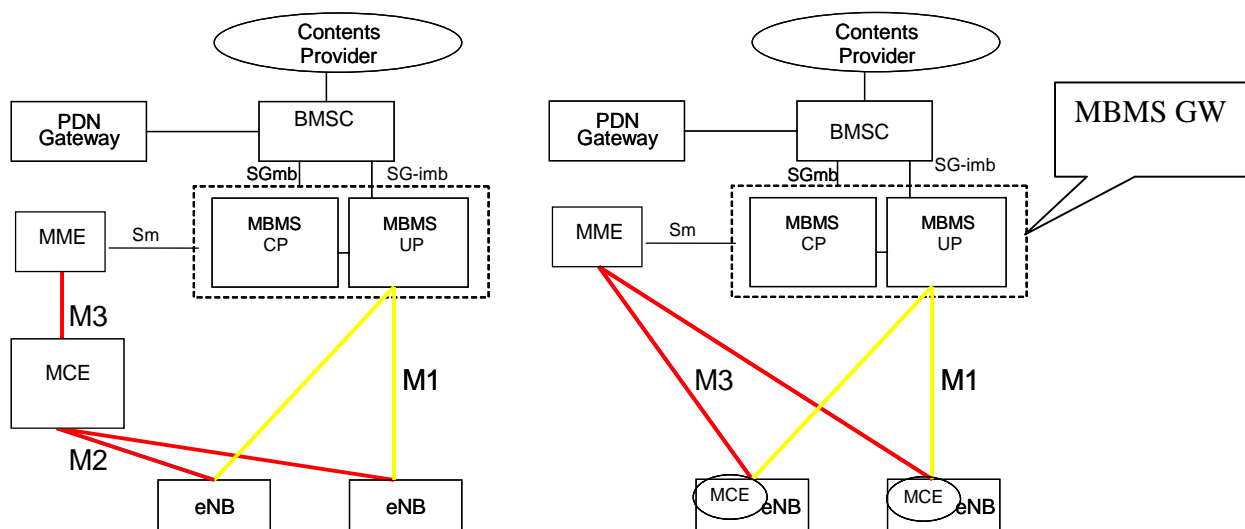 Contents
Provider
PDN
Gateway
BMSC
SGmb
SG-imb
MBMS
CP
MBMS
UP
MME
Sm
M3
MCE
M1
M2
eNB
eNB
Contents
Provider
MBMS GW
PDN
Gateway
BMSC
SGmb
SG-imb
MBMS
CP
MBMS
UP
MME
Sm
M3
M1
MCE
eNB
MCE
eNB